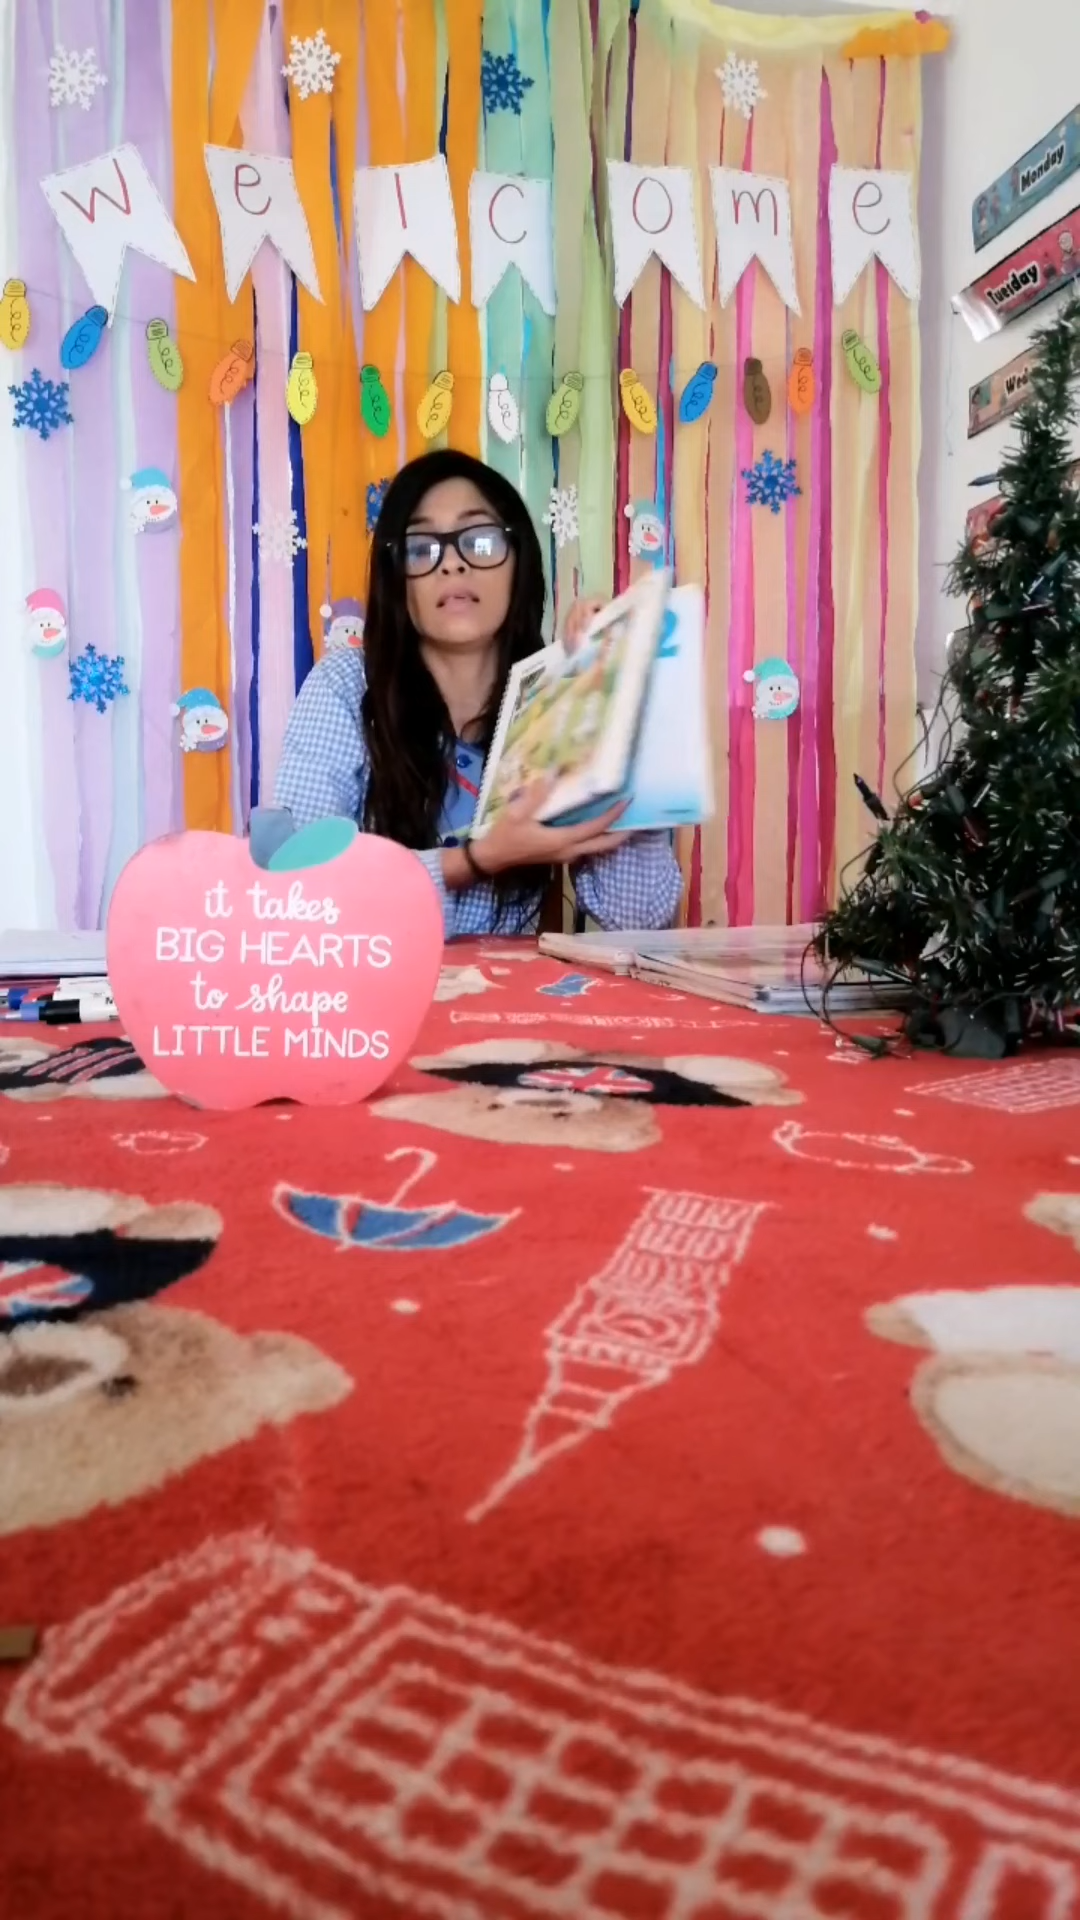 Welcome
Monday
Tuesday
2
it takes
BIG HEARTS
to shape
LITTLE MINDS